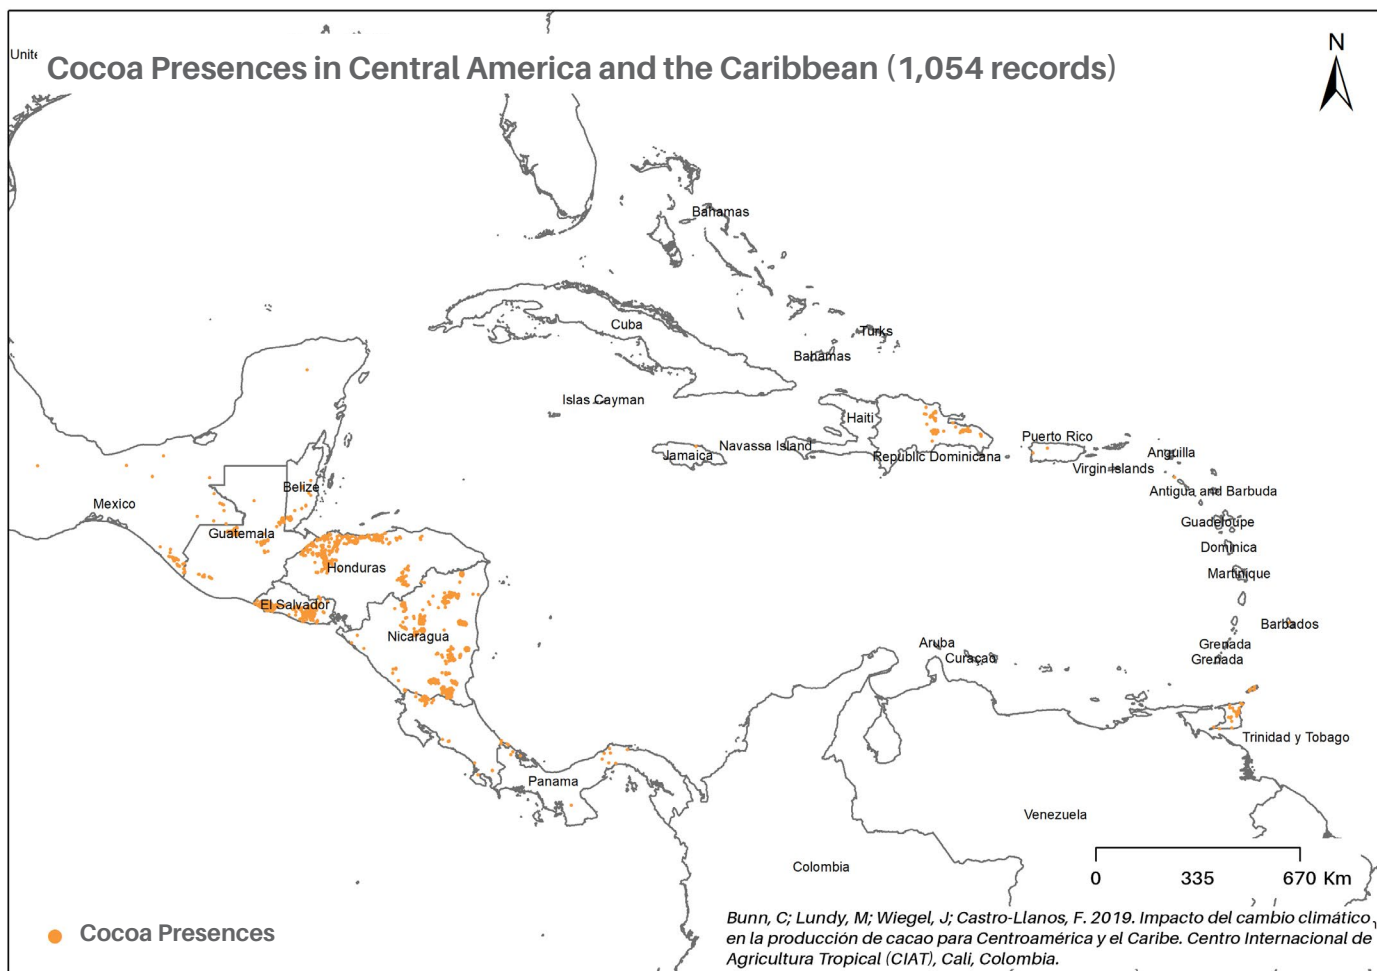 Unite
Cocoa Presences in Central America and the Caribbean (1,054 records)
N
Bahamas
Cuba
Turks
Bahamas
Islas Cayman
Haiti
Navassa Island
Jamaica
Republic Dominicana
Puerto Rico
Virgin Islands
Anguilla
Antigua and Barbuda
Guadeloupe
Dominica
Martinique
Barbados
Grenada
Grenada
Aruba
Curaçao
Trinidad y Tobago
Mexico
Belize
Guatemala
Honduras
El Salvador
Nicaragua
Panama
Venezuela
Colombia
0 335 670 Km
Cocoa Presences
Bunn, C; Lundy, M; Wiegel, J; Castro-Llanos, F. 2019. Impacto del cambio climático
en la producción de cacao para Centroamérica y el Caribe. Centro Internacional de
Agricultura Tropical (CIAT), Cali, Colombia.